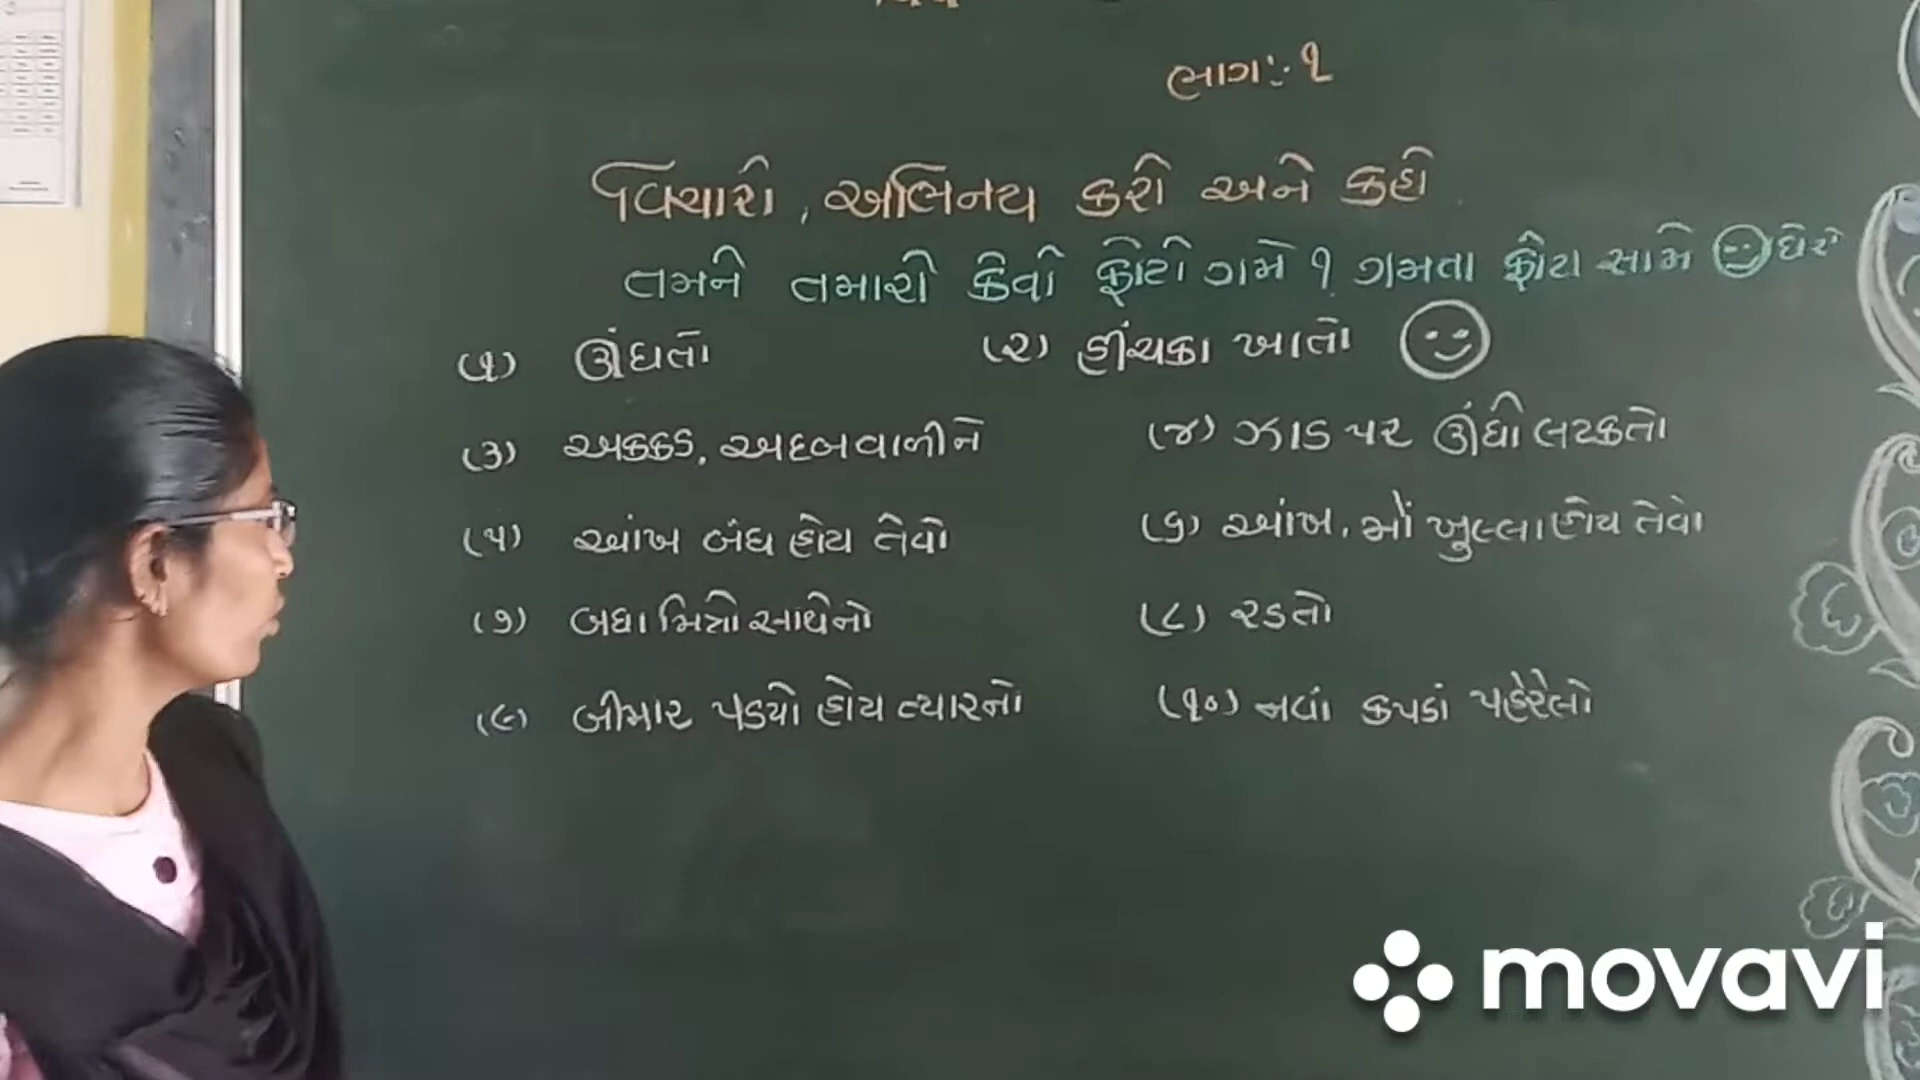 ભાગ:- ૧
વિચારો, અભિનય કરો અને કહો
તમને તમારો કેવો ફોટો ગમે ? ગમતા ફોટા સામે દોરો
(૧) ઊંઘતો (૨) હીંચકા ખાતો
(૩) અક્કડ, અદબવાળીને (૪) ઝાડ પર ઊંધો લટકતો
(૫) આંખ બંધ હોય તેવો (૬) આંખ, મોં ખુલ્લા હોય તેવો
(૭) બધા મિત્રો સાથેનો (૮) રડતો
(૯) બીમાર પડયો હોય ત્યારનો (૧૦) નવાં કપડાં પહેરેલો
movavi